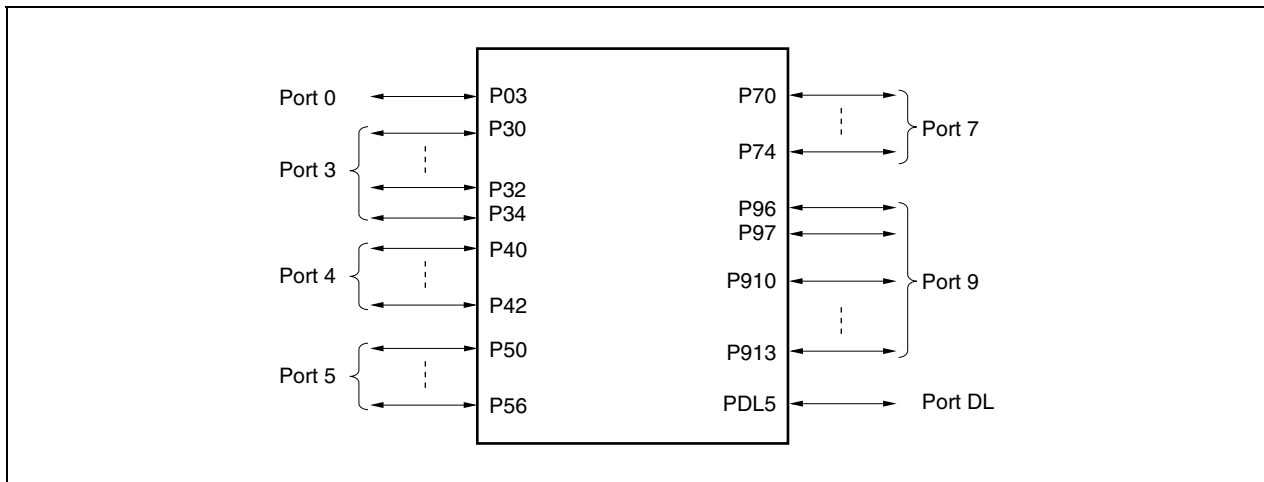 Port 0
P03
Port 3
P30
P32
P34
Port 4
P40
P42
Port 5
P50
P56
P70
P74
Port 7
P96
P97
P910
P913
Port 9
PDL5
Port DL